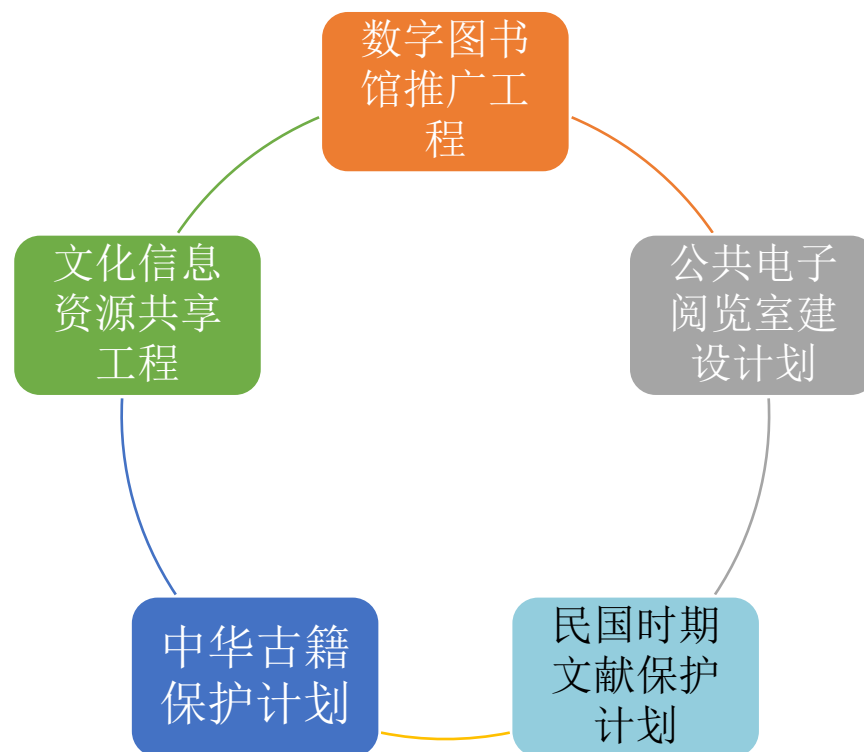 数字图书
馆推广工
程
文化信息
资源共享
工程
公共电子
阅览室建
设计划
中华古籍
保护计划
民国时期
文献保护
计划